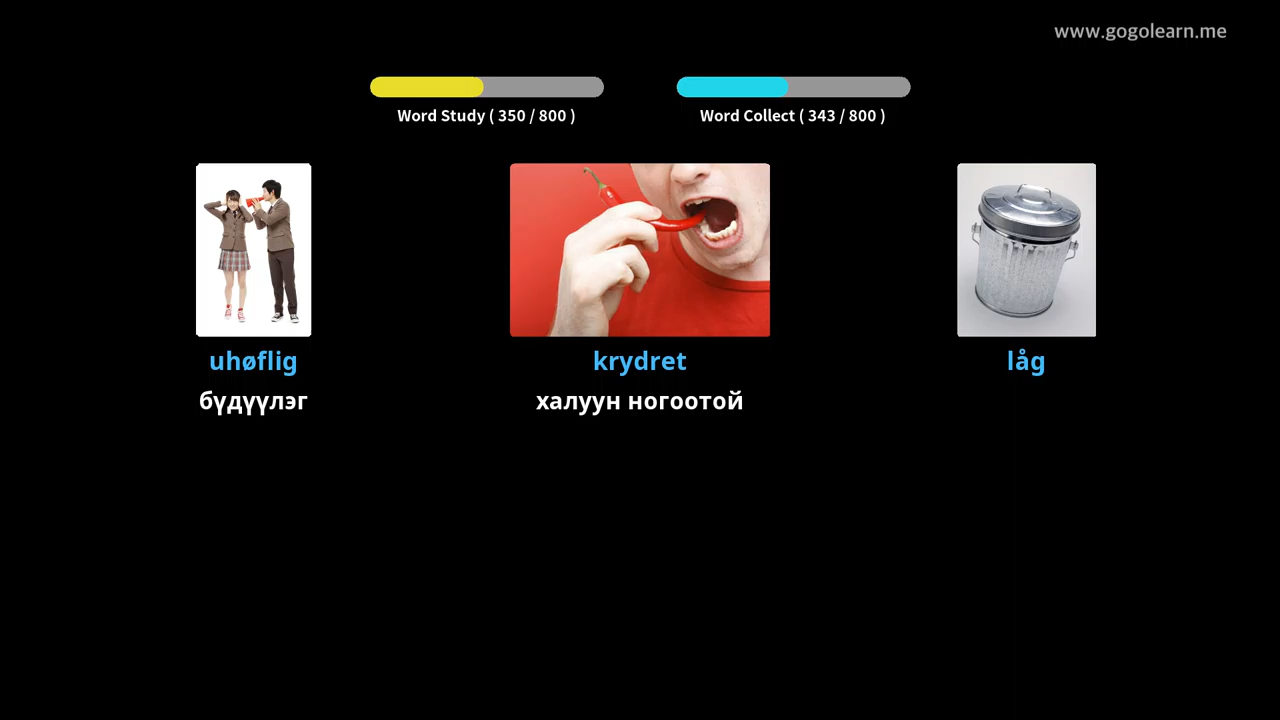 www.gogolearn.me
Word Study ( 350 / 800 )
Word Collect ( 343 / 800 )
uhøflig
krydret
låg
бүдүүлэг
халуун ногоотой